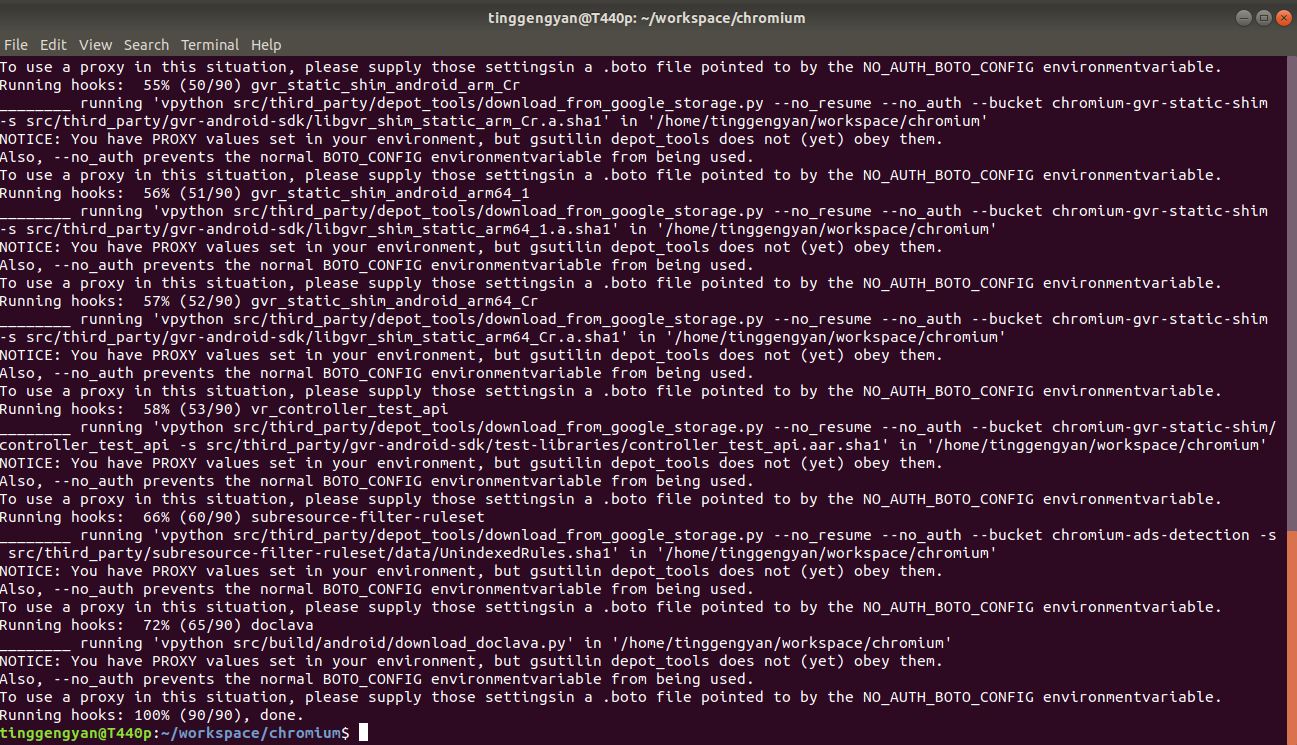 tinggengyan@T440p: ~/workspace/chromium
File Edit View Search Terminal Help
To use a proxy in this situation, please supply those settingsin a .boto file pointed to by the NO_AUTH_BOTO_CONFIG environmentvariable.
Running hooks:  55% (50/90) gvr_static_shim_android_arm_Cr
________ running 'vpython src/third_party/depot_tools/download_from_google_storage.py --no_resume --no_auth --bucket chromium-gvr-static-shim
-s src/third_party/gvr-android-sdk/libgvr_shim_static_arm_Cr.a.sha1' in '/home/tinggengyan/workspace/chromium'
NOTICE: You have PROXY values set in your environment, but gsutilin depot_tools does not (yet) obey them.
Also, --no_auth prevents the normal BOTO_CONFIG environmentvariable from being used.
To use a proxy in this situation, please supply those settingsin a .boto file pointed to by the NO_AUTH_BOTO_CONFIG environmentvariable.
Running hooks:  56% (51/90) gvr_static_shim_android_arm64_1
________ running 'vpython src/third_party/depot_tools/download_from_google_storage.py --no_resume --no_auth --bucket chromium-gvr-static-shim
-s src/third_party/gvr-android-sdk/libgvr_shim_static_arm64_1.a.sha1' in '/home/tinggengyan/workspace/chromium'
NOTICE: You have PROXY values set in your environment, but gsutilin depot_tools does not (yet) obey them.
Also, --no_auth prevents the normal BOTO_CONFIG environmentvariable from being used.
To use a proxy in this situation, please supply those settingsin a .boto file pointed to by the NO_AUTH_BOTO_CONFIG environmentvariable.
Running hooks:  57% (52/90) gvr_static_shim_android_arm64_Cr
________ running 'vpython src/third_party/depot_tools/download_from_google_storage.py --no_resume --no_auth --bucket chromium-gvr-static-shim
-s src/third_party/gvr-android-sdk/libgvr_shim_static_arm64_Cr.a.sha1' in '/home/tinggengyan/workspace/chromium'
NOTICE: You have PROXY values set in your environment, but gsutilin depot_tools does not (yet) obey them.
Also, --no_auth prevents the normal BOTO_CONFIG environmentvariable from being used.
To use a proxy in this situation, please supply those settingsin a .boto file pointed to by the NO_AUTH_BOTO_CONFIG environmentvariable.
Running hooks:  58% (53/90) vr_controller_test_api
________ running 'vpython src/third_party/depot_tools/download_from_google_storage.py --no_resume --no_auth --bucket chromium-gvr-static-shim/
controller_test_api -s src/third_party/gvr-android-sdk/test-libraries/controller_test_api.aar.sha1' in '/home/tinggengyan/workspace/chromium'
NOTICE: You have PROXY values set in your environment, but gsutilin depot_tools does not (yet) obey them.
Also, --no_auth prevents the normal BOTO_CONFIG environmentvariable from being used.
To use a proxy in this situation, please supply those settingsin a .boto file pointed to by the NO_AUTH_BOTO_CONFIG environmentvariable.
Running hooks:  66% (60/90) subresource-filter-ruleset
________ running 'vpython src/third_party/depot_tools/download_from_google_storage.py --no_resume --no_auth --bucket chromium-ads-detection -s
 src/third_party/subresource-filter-ruleset/data/UnindexedRules.sha1' in '/home/tinggengyan/workspace/chromium'
NOTICE: You have PROXY values set in your environment, but gsutilin depot_tools does not (yet) obey them.
Also, --no_auth prevents the normal BOTO_CONFIG environmentvariable from being used.
To use a proxy in this situation, please supply those settingsin a .boto file pointed to by the NO_AUTH_BOTO_CONFIG environmentvariable.
Running hooks:  72% (65/90) doclava
________ running 'vpython src/build/android/download_doclava.py' in '/home/tinggengyan/workspace/chromium'
NOTICE: You have PROXY values set in your environment, but gsutilin depot_tools does not (yet) obey them.
Also, --no_auth prevents the normal BOTO_CONFIG environmentvariable from being used.
To use a proxy in this situation, please supply those settingsin a .boto file pointed to by the NO_AUTH_BOTO_CONFIG environmentvariable.
Running hooks: 100% (90/90), done.
tinggengyan@T440p:~/workspace/chromium$